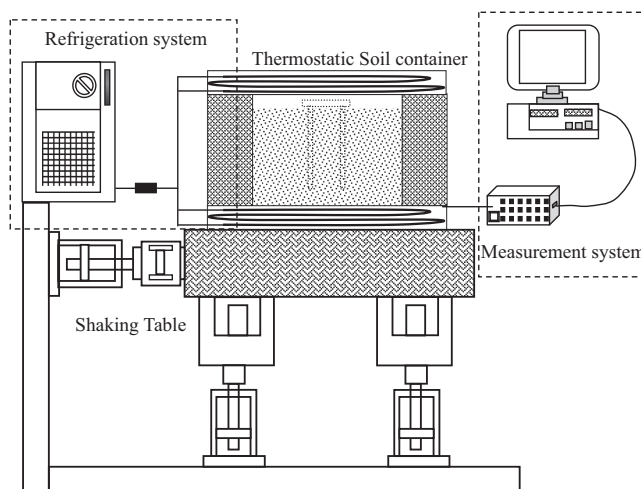 Refrigeration system
Thermostatic Soil container
Measurement system
Shaking Table